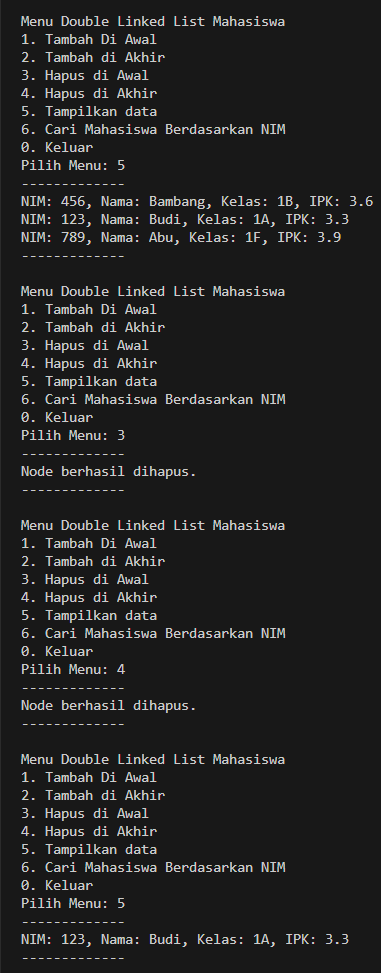 Menu Double Linked List Mahasiswa
1. Tambah Di Awal
2. Tambah di Akhir
3. Hapus di Awal
4. Hapus di Akhir
5. Tampilkan data
6. Cari Mahasiswa Berdasarkan NIM
0. Keluar
Pilih Menu: 5
-------------
NIM: 456, Nama: Bambang, Kelas: 1B, IPK: 3.6
NIM: 123, Nama: Budi, Kelas: 1A, IPK: 3.3
NIM: 789, Nama: Abu, Kelas: 1F, IPK: 3.9
-------------
Menu Double Linked List Mahasiswa
1. Tambah Di Awal
2. Tambah di Akhir
3. Hapus di Awal
4. Hapus di Akhir
5. Tampilkan data
6. Cari Mahasiswa Berdasarkan NIM
0. Keluar
Pilih Menu: 3
-------------
Node berhasil dihapus.
-------------
Menu Double Linked List Mahasiswa
1. Tambah Di Awal
2. Tambah di Akhir
3. Hapus di Awal
4. Hapus di Akhir
5. Tampilkan data
6. Cari Mahasiswa Berdasarkan NIM
0. Keluar
Pilih Menu: 4
-------------
Node berhasil dihapus.
-------------
Menu Double Linked List Mahasiswa
1. Tambah Di Awal
2. Tambah di Akhir
3. Hapus di Awal
4. Hapus di Akhir
5. Tampilkan data
6. Cari Mahasiswa Berdasarkan NIM
0. Keluar
Pilih Menu: 5
-------------
NIM: 123, Nama: Budi, Kelas: 1A, IPK: 3.3
-------------